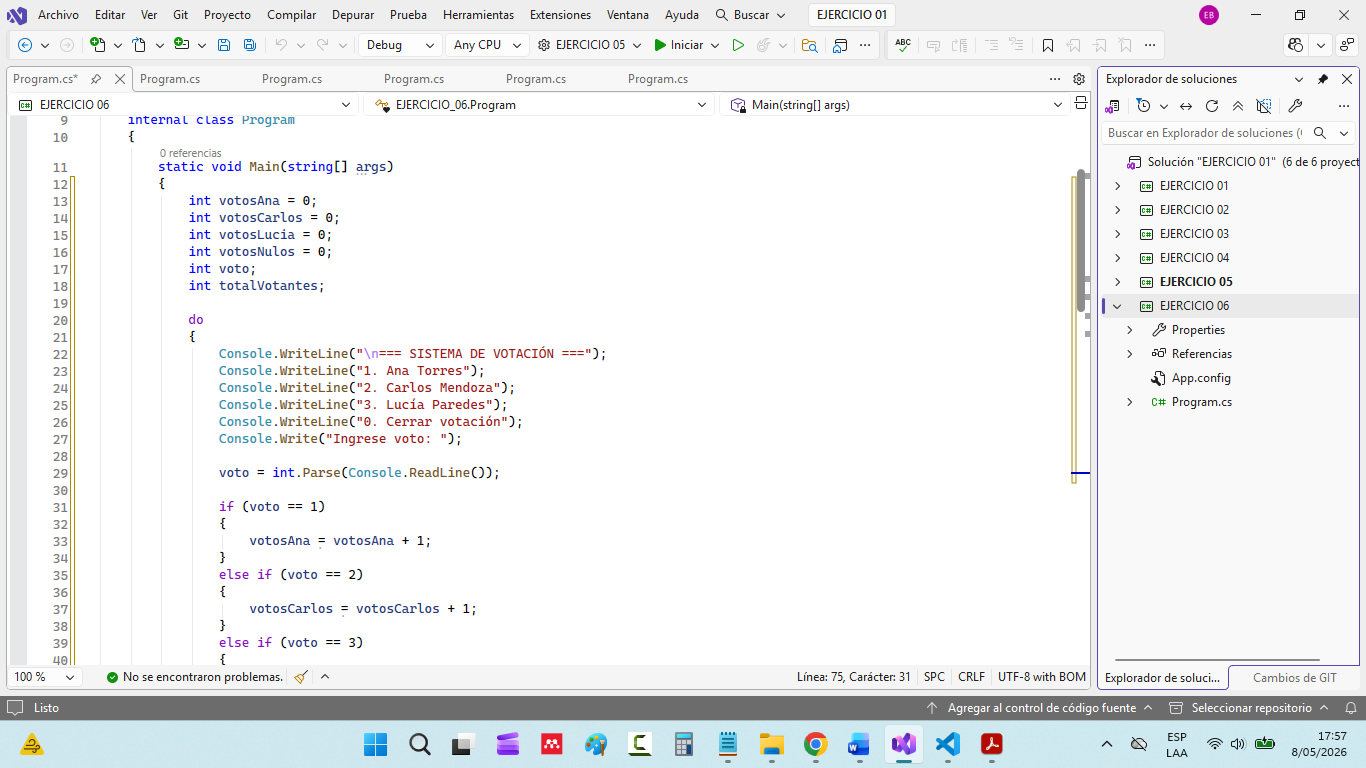 Archivo Editar Ver Git Proyecto Compilar Depurar Prueba Herramientas Extensiones Ventana Ayuda Buscar EJERCICIO 01 EB
Debug Any CPU EJERCICIO 05 Iniciar ABC
Program.cs* Program.cs Program.cs Program.cs Program.cs Program.cs
EJERCICIO 06 EJERCICIO_06.Program Main(string[] args)
9 internal class Program
10 {
0 referencias
11 static void Main(string[] args)
12 {
13 int votosAna = 0;
14 int votosCarlos = 0;
15 int votosLucia = 0;
16 int votosNulos = 0;
17 int voto;
18 int totalVotantes;
19
20 do
21 {
22 Console.WriteLine("\n=== SISTEMA DE VOTACIÓN ===");
23 Console.WriteLine("1. Ana Torres");
24 Console.WriteLine("2. Carlos Mendoza");
25 Console.WriteLine("3. Lucía Paredes");
26 Console.WriteLine("0. Cerrar votación");
27 Console.Write("Ingrese voto: ");
28
29 voto = int.Parse(Console.ReadLine());
30
31 if (voto == 1)
32 {
33 votosAna = votosAna + 1;
34 }
35 else if (voto == 2)
36 {
37 votosCarlos = votosCarlos + 1;
38 }
39 else if (voto == 3)
40 {
100 % No se encontraron problemas. Línea: 75, Carácter: 31 SPC CRLF UTF-8 with BOM
Explorador de soluciones
Buscar en Explorador de soluciones (
Solución "EJERCICIO 01" (6 de 6 proyect
EJERCICIO 01
EJERCICIO 02
EJERCICIO 03
EJERCICIO 04
EJERCICIO 05
EJERCICIO 06
Properties
Referencias
App.config
C# Program.cs
Explorador de soluci... Cambios de GIT
Listo Agregar al control de código fuente Seleccionar repositorio
ESP
LAA
17:57
8/05/2026